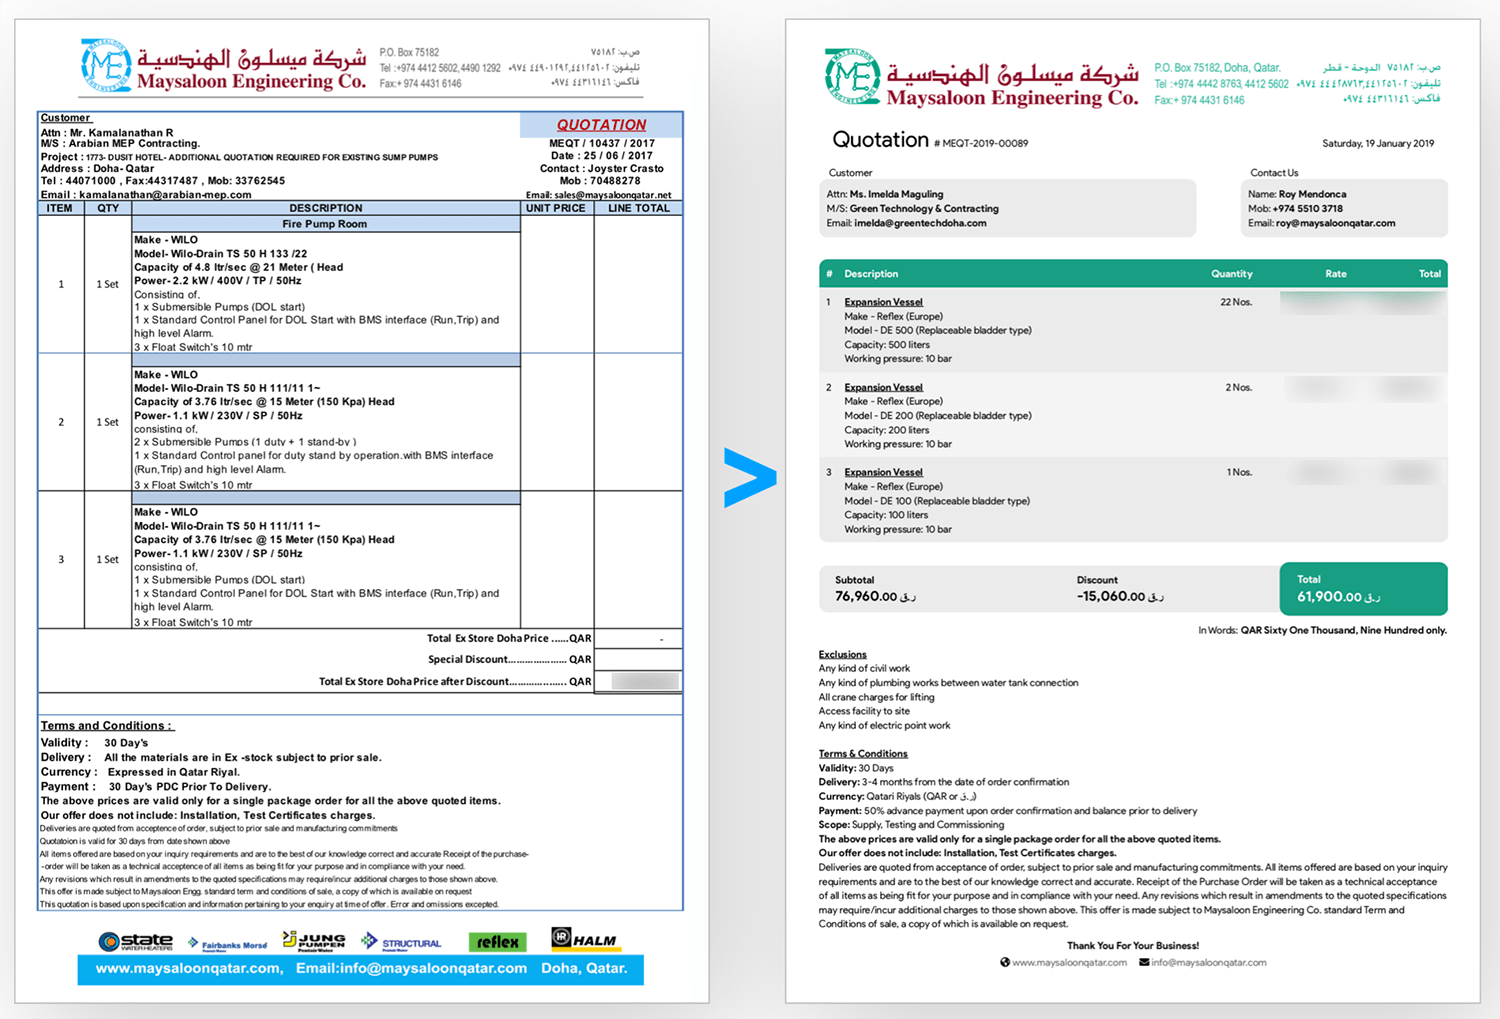 MAYSALOON
ME
ENGINEERING
شركة ميسلون الهندسية
Maysaloon Engineering Co.
P.O. Box 75182
Tel :+974 4412 5602,4490 1292
Fax:+ 974 4431 6146
ص.ب: ٧٥١٨٢
تليفون: ٤٤١٢٥٦٠٢,٤٤٩٠١٢٩٢ ٩٧٤+
فاكس: ٤٤٣١٦١٤٦ ٩٧٤+
Customer
Attn : Mr. Kamalanathan R
M/S : Arabian MEP Contracting.
Project : 1773- DUSIT HOTEL- ADDITIONAL QUOTATION REQUIRED FOR EXISTING SUMP PUMPS
Address : Doha- Qatar
Tel : 44071000 , Fax:44317487 , Mob: 33762545
Email : kamalanathan@arabian-mep.com
QUOTATION
MEQT / 10437 / 2017
Date : 25 / 06 / 2017
Contact : Joyster Crasto
Mob : 70488278
Email: sales@maysaloonqatar.net
ITEM QTY DESCRIPTION UNIT PRICE LINE TOTAL
Fire Pump Room
1 1 Set
Make - WILO
Model- Wilo-Drain TS 50 H 133 /22
Capacity of 4.8 ltr/sec @ 21 Meter ( Head
Power- 2.2 kW / 400V / TP / 50Hz
Consisting of,
1 x Submersible Pumps (DOL start)
1 x Standard Control Panel for DOL Start with BMS interface (Run,Trip) and
high level Alarm.
3 x Float Switch's 10 mtr
2 1 Set
Make - WILO
Model- Wilo-Drain TS 50 H 111/11 1~
Capacity of 3.76 ltr/sec @ 15 Meter (150 Kpa) Head
Power- 1.1 kW / 230V / SP / 50Hz
consisting of,
2 x Submersible Pumps (1 duty + 1 stand-by )
1 x Standard Control panel for duty stand by operation.with BMS interface
(Run,Trip) and high level Alarm.
3 x Float Switch's 10 mtr
3 1 Set
Make - WILO
Model- Wilo-Drain TS 50 H 111/11 1~
Capacity of 3.76 ltr/sec @ 15 Meter (150 Kpa) Head
Power- 1.1 kW / 230V / SP / 50Hz
consisting of,
1 x Submersible Pumps (DOL start)
1 x Standard Control Panel for DOL Start with BMS interface (Run,Trip) and
high level Alarm.
3 x Float Switch's 10 mtr
Total Ex Store Doha Price ......QAR -
Special Discount..................... QAR
Total Ex Store Doha Price after Discount.................... QAR
Terms and Conditions :
Validity : 30 Day's
Delivery : All the materials are in Ex -stock subject to prior sale.
Currency : Expressed in Qatar Riyal.
Payment : 30 Day's PDC Prior To Delivery.
The above prices are valid only for a single package order for all the above quoted items.
Our offer does not include: Installation, Test Certificates charges.
Deliveries are quoted from acceptance of order, subject to prior sale and manufacturing commitments
Quotatoion is valid for 30 days from date shown above
All items offered are based on your inquiry requirements and are to the best of our knowledge correct and accurate Receipt of the purchase-
-order will be taken as a technical acceptance of all items as being fit for your purpose and in compliance with your need.
Any revisions which result in amendments to the quoted specifications may require/incur additional charges to those shown above.
This offer is made subject to Maysaloon Engg. standard term and conditions of sale, a copy of which is available on request
This quotation is based upon specification and information pertaining to your enquiry at time of offer. Error and omissions excepted.
state
WATER HEATERS
Fairbanks Morsd
Pentair Water
JUNG
PUMPEN
Pentair Water
STRUCTURAL
Pentair Water
reflex
HR HALM
www.maysaloonqatar.com, Email:info@maysaloonqatar.com Doha, Qatar.
>
MAYSALOON
ME
ENGINEERING
شركة ميسلون الهندسية
Maysaloon Engineering Co.
P.O. Box 75182, Doha, Qatar.
Tel :+974 4442 8763, 4412 5602
Fax:+ 974 4431 6146
ص.ب: ٧٥١٨٢ الدوحة - قطر
تليفون: ٤٤١٢٥٦٠٢,٤٤٤٢٨٧٦٣ ٩٧٤+
فاكس: ٤٤٣١٦١٤٦ ٩٧٤+
Quotation # MEQT-2019-00089
Saturday, 19 January 2019
Customer
Attn: Ms. Imelda Maguling
M/S: Green Technology & Contracting
Email: imelda@greentechdoha.com
Contact Us
Name: Roy Mendonca
Mob: +974 5510 3718
Email: roy@maysaloonqatar.com
# Description Quantity Rate Total
1 Expansion Vessel 22 Nos.
Make - Reflex (Europe)
Model - DE 500 (Replaceable bladder type)
Capacity: 500 liters
Working pressure: 10 bar
2 Expansion Vessel 2 Nos.
Make - Reflex (Europe)
Model - DE 200 (Replaceable bladder type)
Capacity: 200 liters
Working pressure: 10 bar
3 Expansion Vessel 1 Nos.
Make - Reflex (Europe)
Model - DE 100 (Replaceable bladder type)
Capacity: 100 liters
Working pressure: 10 bar
Subtotal Discount Total
76,960.00 ر.ق -15,060.00 ر.ق 61,900.00 ر.ق
In Words: QAR Sixty One Thousand, Nine Hundred only.
Exclusions
Any kind of civil work
Any kind of plumbing works between water tank connection
All crane charges for lifting
Access facility to site
Any kind of electric point work
Terms & Conditions
Validity: 30 Days
Delivery: 3-4 months from the date of order confirmation
Currency: Qatari Riyals (QAR or ر.ق)
Payment: 50% advance payment upon order confirmation and balance prior to delivery
Scope: Supply, Testing and Commissioning
The above prices are valid only for a single package order for all the above quoted items.
Our offer does not include: Installation, Test Certificates charges.
Deliveries are quoted from acceptance of order, subject to prior sale and manufacturing commitments. All items offered are based on your inquiry
requirements and are to the best of our knowledge correct and accurate. Receipt of the Purchase Order will be taken as a technical acceptance
of all items as being fit for your purpose and in compliance with your need. Any revisions which result in amendments to the quoted specifications
may require/incur additional charges to those shown above. This offer is made subject to Maysaloon Engineering Co. standard Term and
Conditions of sale, a copy of which is available on request.
Thank You For Your Business!
www.maysaloonqatar.com info@maysaloonqatar.com